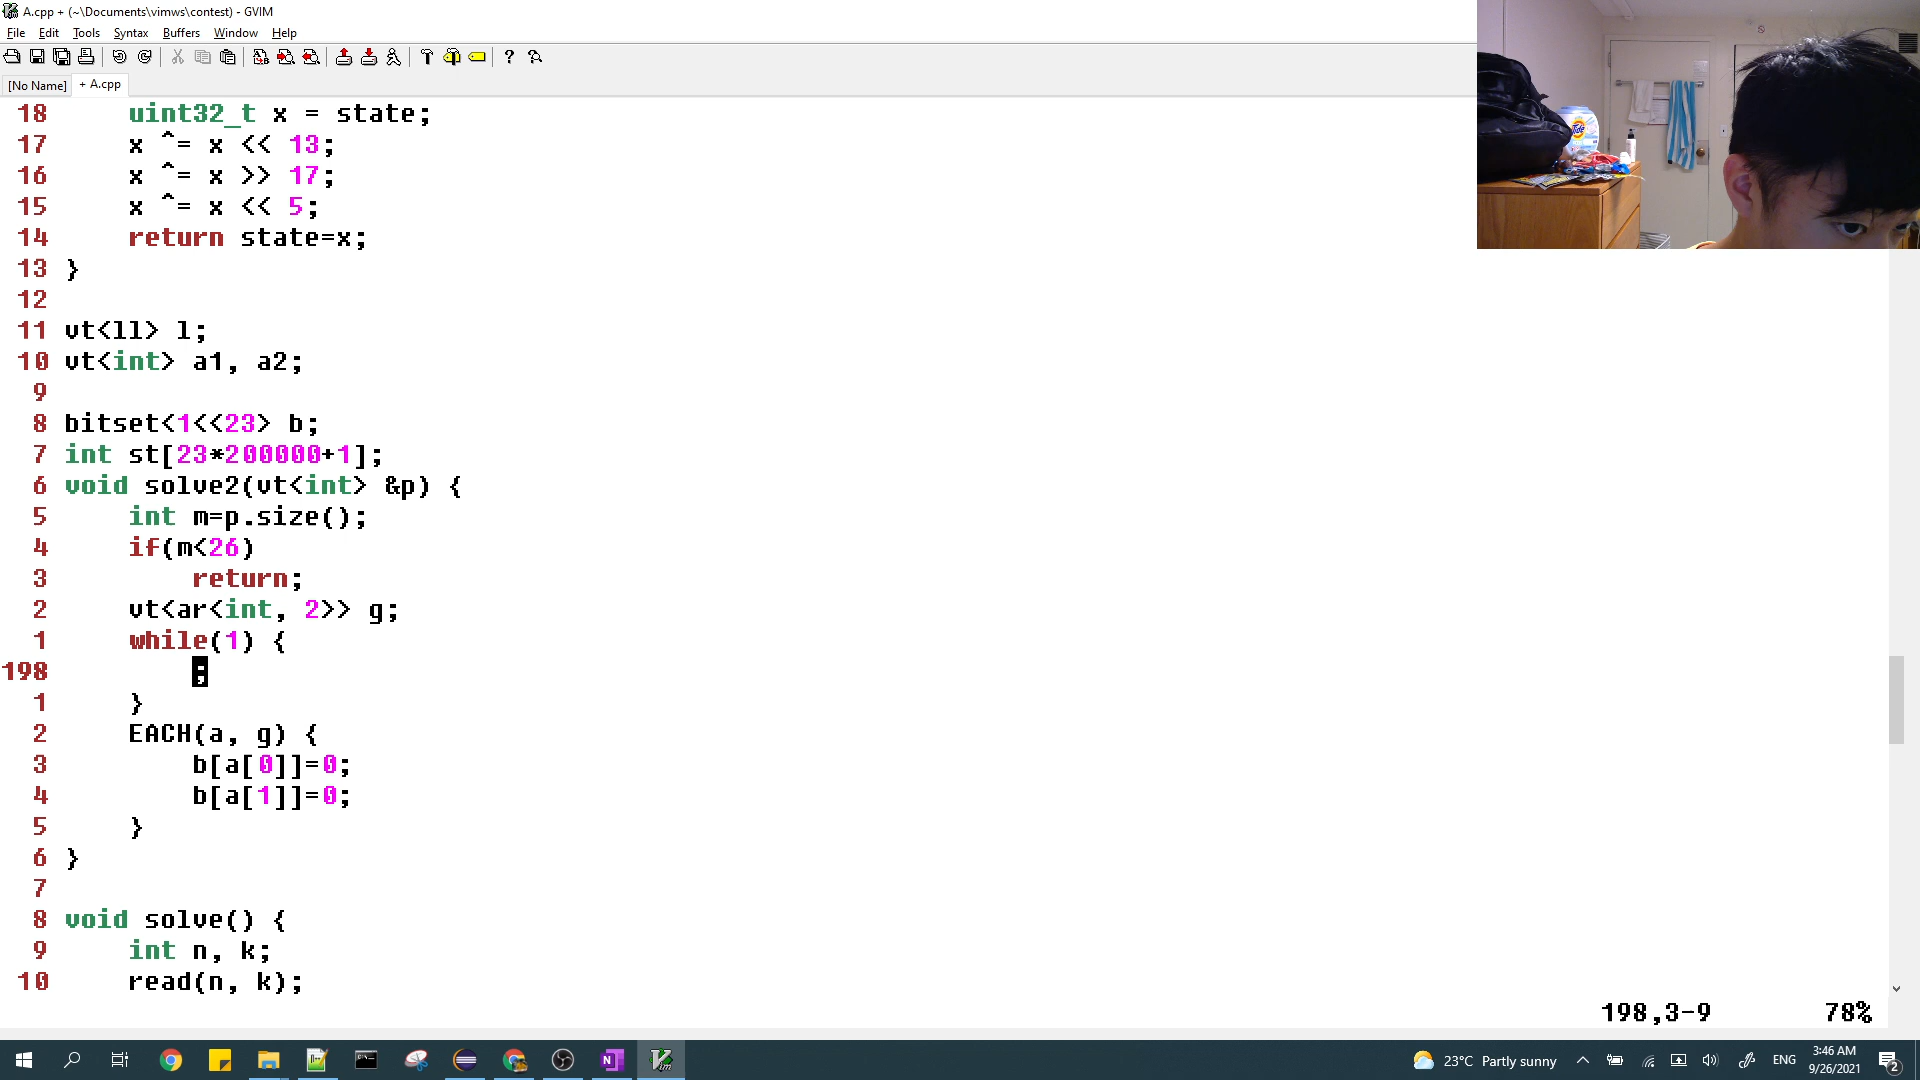 A.cpp + (~\Documents\vimws\contest) - GVIM
File Edit Tools Syntax Buffers Window Help
[No Name] + A.cpp
18 uint32_t x = state;
17 x ^= x << 13;
16 x ^= x >> 17;
15 x ^= x << 5;
14 return state=x;
13 }
12
11 vt<ll> l;
10 vt<int> a1, a2;
9
8 bitset<1<<23> b;
7 int st[23*200000+1];
6 void solve2(vt<int> &p) {
5 int m=p.size();
4 if(m<26)
3 return;
2 vt<ar<int, 2>> g;
1 while(1) {
198 ;
1 }
2 EACH(a, g) {
3 b[a[0]]=0;
4 b[a[1]]=0;
5 }
6 }
7
8 void solve() {
9 int n, k;
10 read(n, k);
198,3-9 78%
Tide
23°C Partly sunny
ENG
3:46 AM
9/26/2021
2